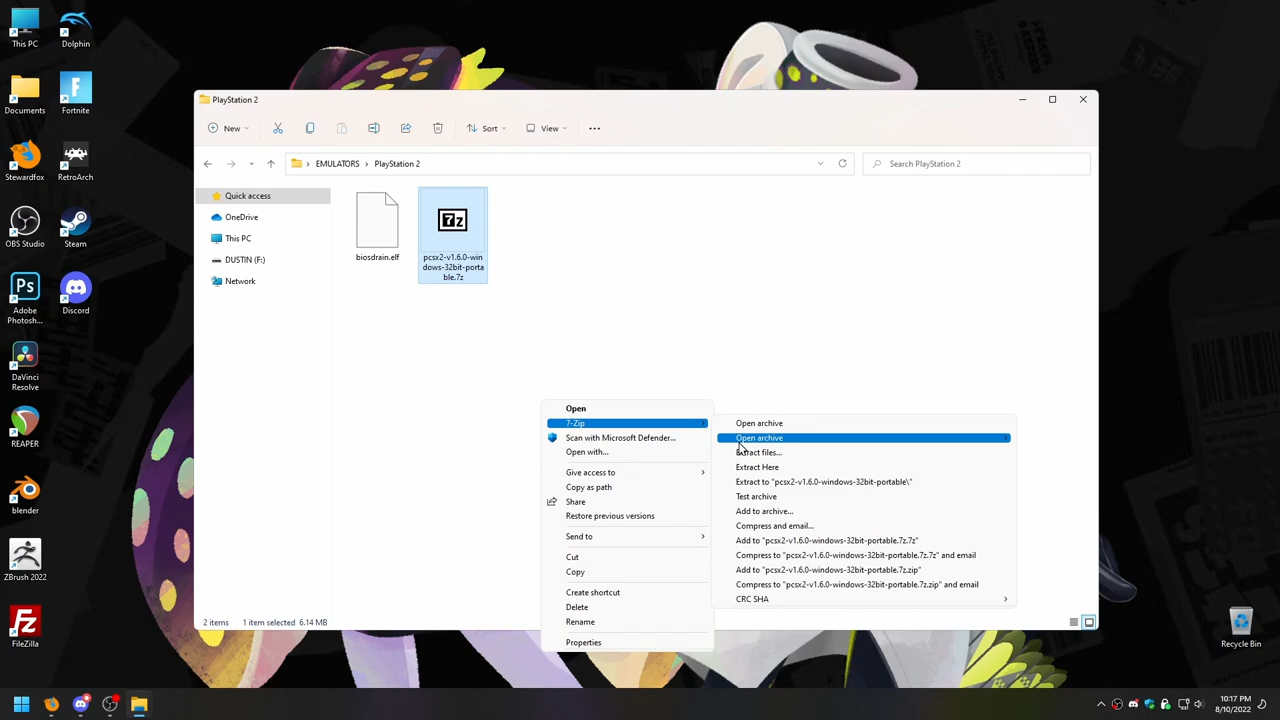 This PC
Dolphin
Documents
Fortnite
Stewardfox
RetroArch
OBS Studio
Steam
Ps
Adobe
Photosh...
Discord
DaVinci
Resolve
REAPER
blender
ZBrush 2022
Fz
FileZilla
Recycle Bin
PlayStation 2
New
Sort
View
EMULATORS
PlayStation 2
Search PlayStation 2
Quick access
OneDrive
This PC
DUSTIN (F:)
Network
biosdrain.elf
7z
pcsx2-v1.6.0-win
dows-32bit-porta
ble.7z
Open
7-Zip
Scan with Microsoft Defender...
Open with...
Give access to
Copy as path
Share
Restore previous versions
Send to
Cut
Copy
Create shortcut
Delete
Rename
Properties
Open archive
Open archive
Extract files...
Extract Here
Extract to "pcsx2-v1.6.0-windows-32bit-portable\"
Test archive
Add to archive...
Compress and email...
Add to "pcsx2-v1.6.0-windows-32bit-portable.7z.7z"
Compress to "pcsx2-v1.6.0-windows-32bit-portable.7z.7z" and email
Add to "pcsx2-v1.6.0-windows-32bit-portable.7z.zip"
Compress to "pcsx2-v1.6.0-windows-32bit-portable.7z.zip" and email
CRC SHA
2 items
1 item selected 6.14 MB
10:17 PM
8/10/2022